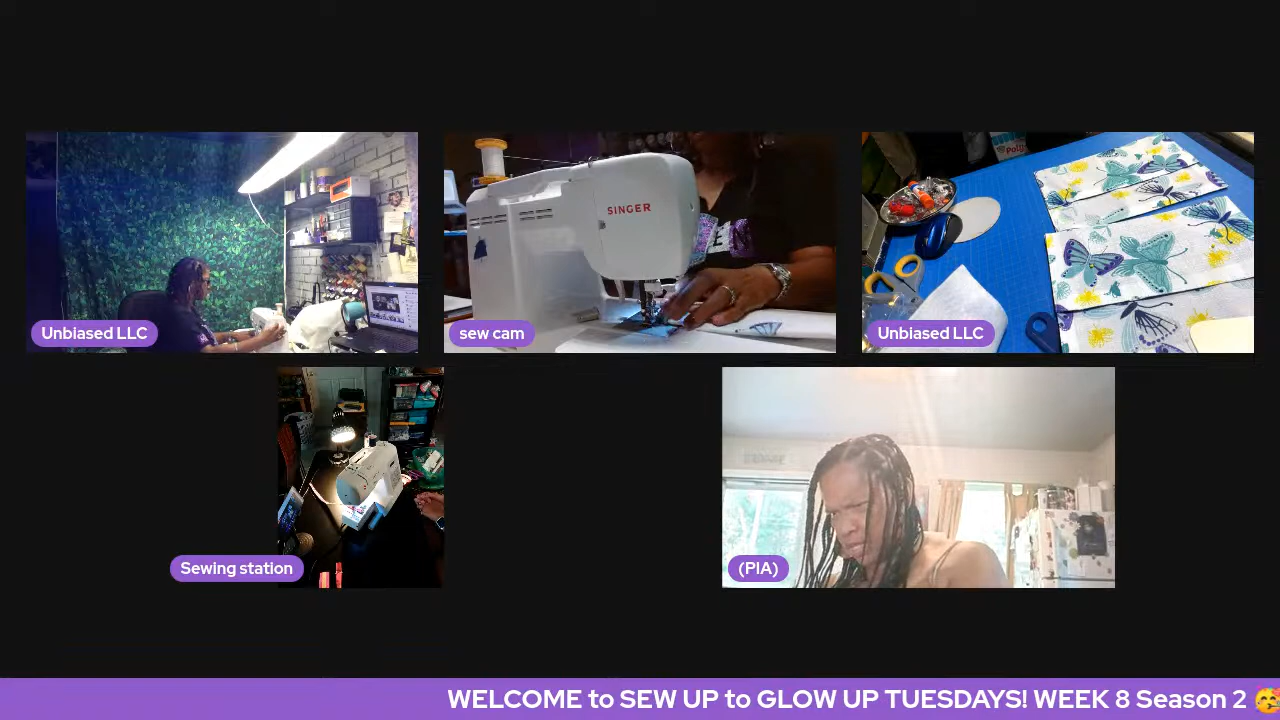 SINGER
Poly
Unbiased LLC
sew cam
Unbiased LLC
Sewing station
(PIA)
WELCOME to SEW UP to GLOW UP TUESDAYS! WEEK 8 Season 2 🥳